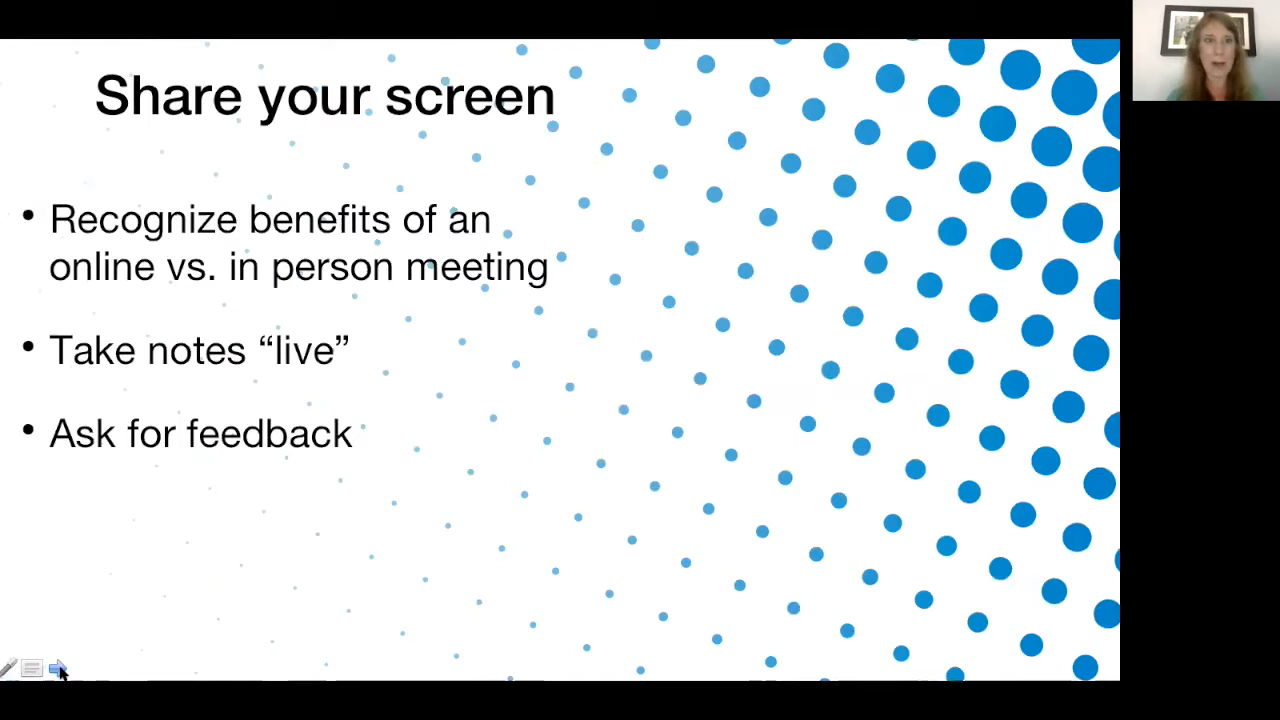 Share your screen
• Recognize benefits of an
online vs. in person meeting
• Take notes “live”
• Ask for feedback